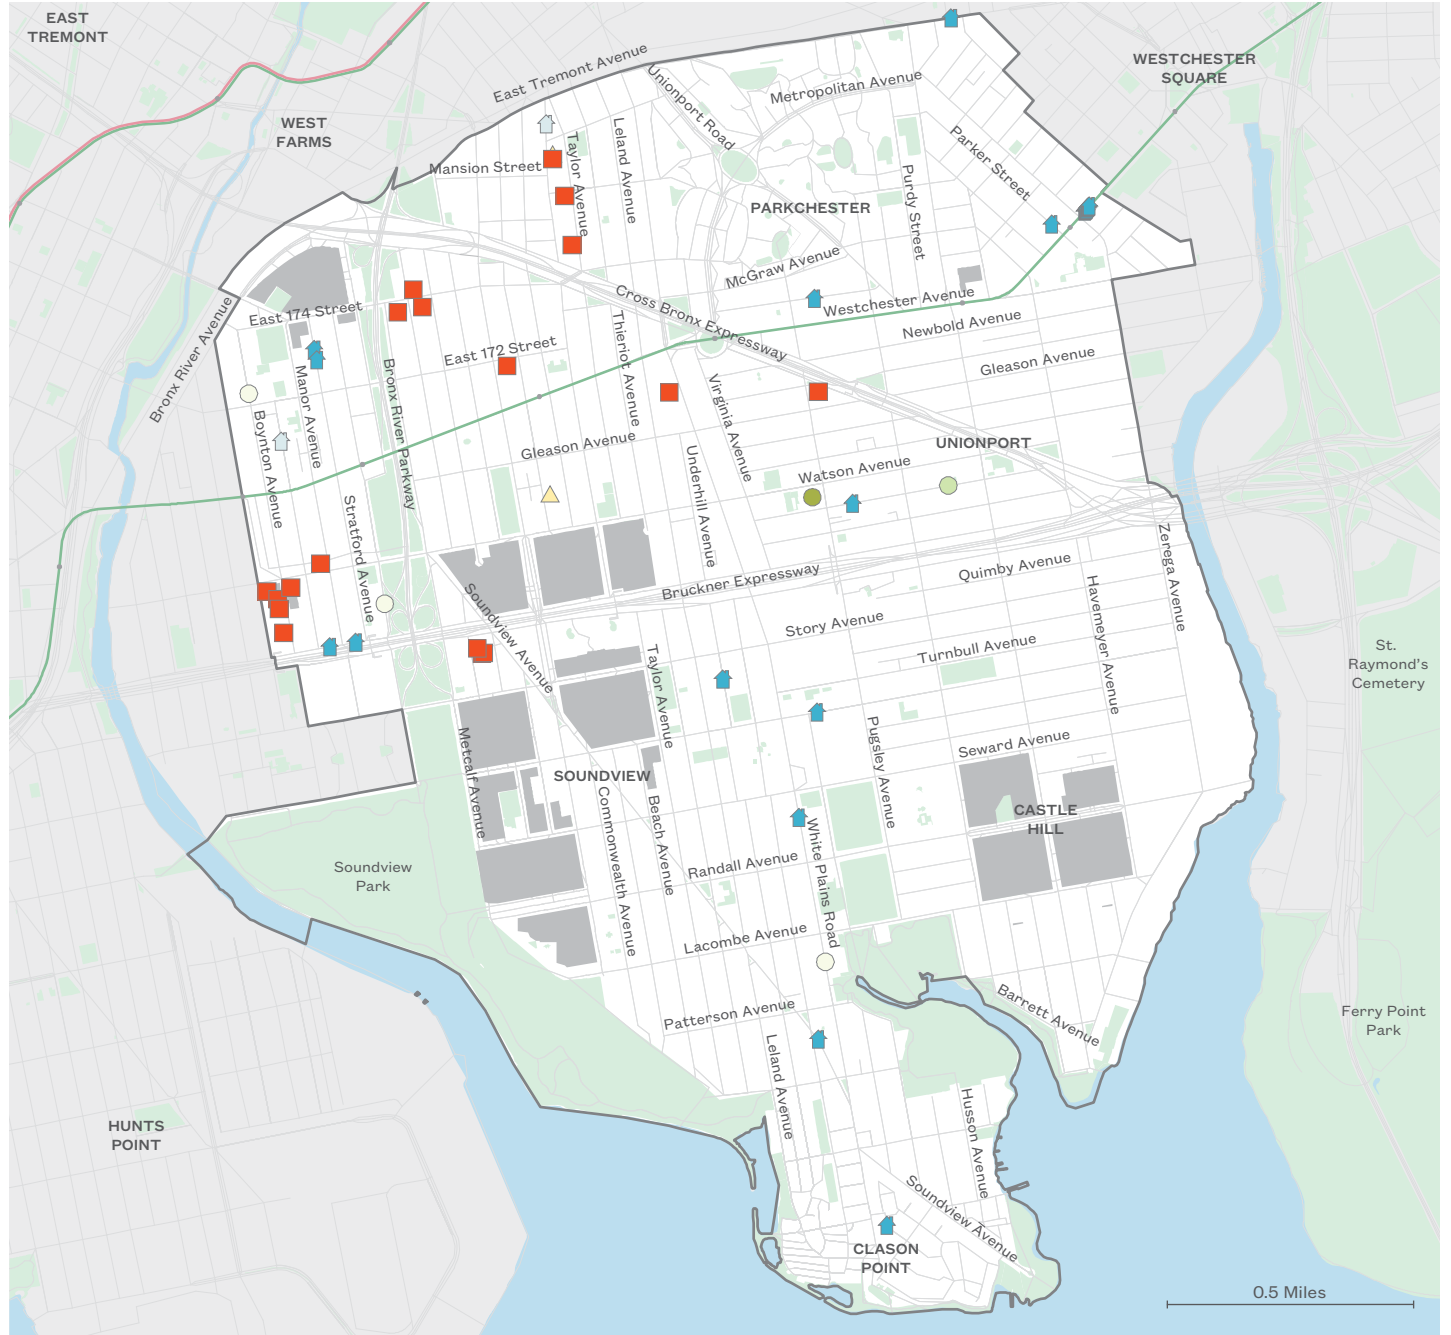 EAST
TREMONT
WESTCHESTER
SQUARE
East Tremont Avenue
Unionport Road
Metropolitan Avenue
WEST
FARMS
Taylor Avenue
Leland Avenue
Parker Street
Mansion Street
Purdy Street
PARKCHESTER
McGraw Avenue
Cross Bronx Expressway
Westchester Avenue
East 174 Street
Bronx River Avenue
Newbold Avenue
East 172 Street
Thieriot Avenue
Gleason Avenue
Manor Avenue
Bronx River Parkway
Virginia Avenue
Boynton Avenue
Gleason Avenue
UNIONPORT
Underhill Avenue
Watson Avenue
Stratford Avenue
Zerega Avenue
Bruckner Expressway
Quimby Avenue
Soundview Avenue
Havemeyer Avenue
Story Avenue
Turnbull Avenue
Taylor Avenue
St.
Raymond's
Cemetery
Pugsley Avenue
Metcalf Avenue
Seward Avenue
SOUNDVIEW
Commonwealth Avenue
Beach Avenue
CASTLE
HILL
White Plains Road
Randall Avenue
Soundview
Park
Lacombe Avenue
Barrett Avenue
Patterson Avenue
Ferry Point
Park
Leland Avenue
Husson Avenue
HUNTS
POINT
Soundview Avenue
CLASON
POINT
0.5 Miles